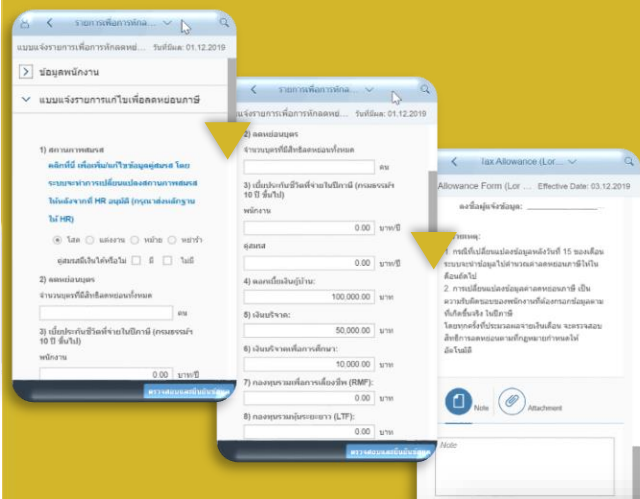 รายการเพื่อการหักล...
แบบแจ้งรายการเพื่อการหักลดหย่... วันที่มีผล: 01.12.2019
ข้อมูลพนักงาน
แบบแจ้งรายการแก้ไขเพื่อลดหย่อนภาษี
1) สถานภาพสมรส
คลิกที่นี่ เพื่อเพิ่ม/แก้ไขข้อมูลคู่สมรส โดย
ระบบจะทำการเปลี่ยนแปลงสถานภาพสมรส
ให้หลังจากที่ HR อนุมัติ (กรุณาส่งหลักฐาน
ให้ HR)
โสด แต่งงาน หม้าย หย่าร้าง
คู่สมรสมีเงินได้หรือไม่ มี ไม่มี
2) ลดหย่อนบุตร
จำนวนบุตรที่มีสิทธิลดหย่อนทั้งหมด
คน
3) เบี้ยประกันชีวิตที่จ่ายในปีภาษี (กรมธรรม์ฯ
10 ปี ขึ้นไป)
พนักงาน
0.00 บาท/ปี
ตรวจสอบและยืนยันข้อมูล
รายการเพื่อการหักล...
แจ้งรายการเพื่อการหักลดหย่... วันที่มีผล: 01.12.2019
2) ลดหย่อนบุตร
จำนวนบุตรที่มีสิทธิลดหย่อนทั้งหมด
คน
3) เบี้ยประกันชีวิตที่จ่ายในปีภาษี (กรมธรรม์ฯ
10 ปี ขึ้นไป)
พนักงาน
0.00 บาท/ปี
คู่สมรส
0.00 บาท/ปี
4) ดอกเบี้ยเงินกู้บ้าน:
100,000.00 บาท
5) เงินบริจาค:
50,000.00 บาท
6) เงินบริจาคเพื่อการศึกษา:
10,000.00 บาท
7) กองทุนรวมเพื่อการเลี้ยงชีพ (RMF):
0.00 บาท
8) กองทุนรวมหุ้นระยะยาว (LTF):
0.00 บาท
ตรวจสอบและยืนยันข้อมูล
Tax Allowance (Lor...
Allowance Form (Lor ... Effective Date: 03.12.2019
ลงชื่อผู้แจ้งข้อมูล:
1 กรณีที่เปลี่ยนแปลงข้อมูลหลังวันที่ 15 ของเดือน
ระบบจะนำข้อมูลไปคำนวณค่าลดหย่อนภาษีให้ใน
เดือนถัดไป
2 การเปลี่ยนแปลงข้อมูลค่าลดหย่อนภาษี เป็น
ความรับผิดชอบของพนักงานที่ต้องกรอกข้อมูลตาม
ที่เกิดขึ้นจริง ในปีภาษี
โดยทุกครั้งที่ประมวลผลจ่ายเงินเดือน จะตรวจสอบ
สิทธิการลดหย่อนตามที่กฎหมายกำหนดให้
อัตโนมัติ
Note Attachment
Note